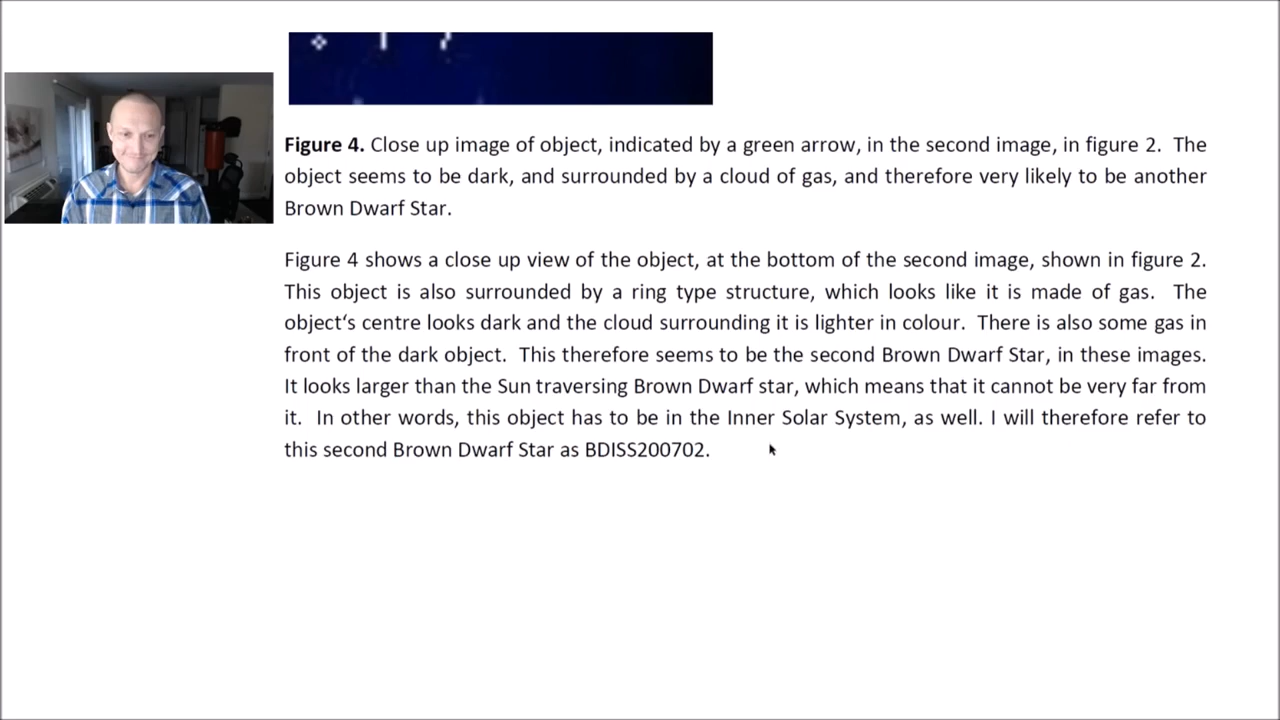 Figure 4. Close up image of object, indicated by a green arrow, in the second image, in figure 2. The
object seems to be dark, and surrounded by a cloud of gas, and therefore very likely to be another
Brown Dwarf Star.
Figure 4 shows a close up view of the object, at the bottom of the second image, shown in figure 2.
This object is also surrounded by a ring type structure, which looks like it is made of gas. The
object‘s centre looks dark and the cloud surrounding it is lighter in colour. There is also some gas in
front of the dark object. This therefore seems to be the second Brown Dwarf Star, in these images.
It looks larger than the Sun traversing Brown Dwarf star, which means that it cannot be very far from
it. In other words, this object has to be in the Inner Solar System, as well. I will therefore refer to
this second Brown Dwarf Star as BDISS200702.